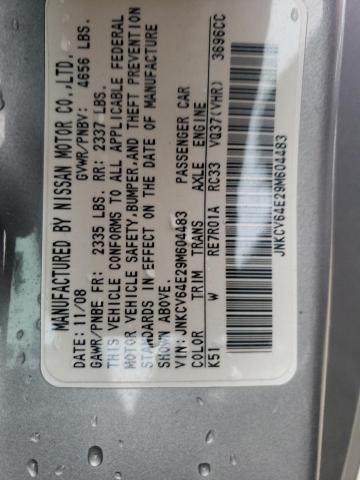 MANUFACTURED BY NISSAN MOTOR CO.,LTD.
DATE: 11/08 GVWR/PNBV: 4656 LBS.
GAWR/PNBE FR: 2335 LBS. RR: 2337 LBS.
THIS VEHICLE CONFORMS TO ALL APPLICABLE FEDERAL
MOTOR VEHICLE SAFETY,BUMPER,AND THEFT PREVENTION
STANDARDS IN EFFECT ON THE DATE OF MANUFACTURE
SHOWN ABOVE.
VIN: JNKCV64E29M604483 PASSENGER CAR
COLOR TRIM TRANS AXLE ENGINE
K51 W RE7R01A RC33 VQ37(VHR) 3696CC
JNKCV64E29M604483